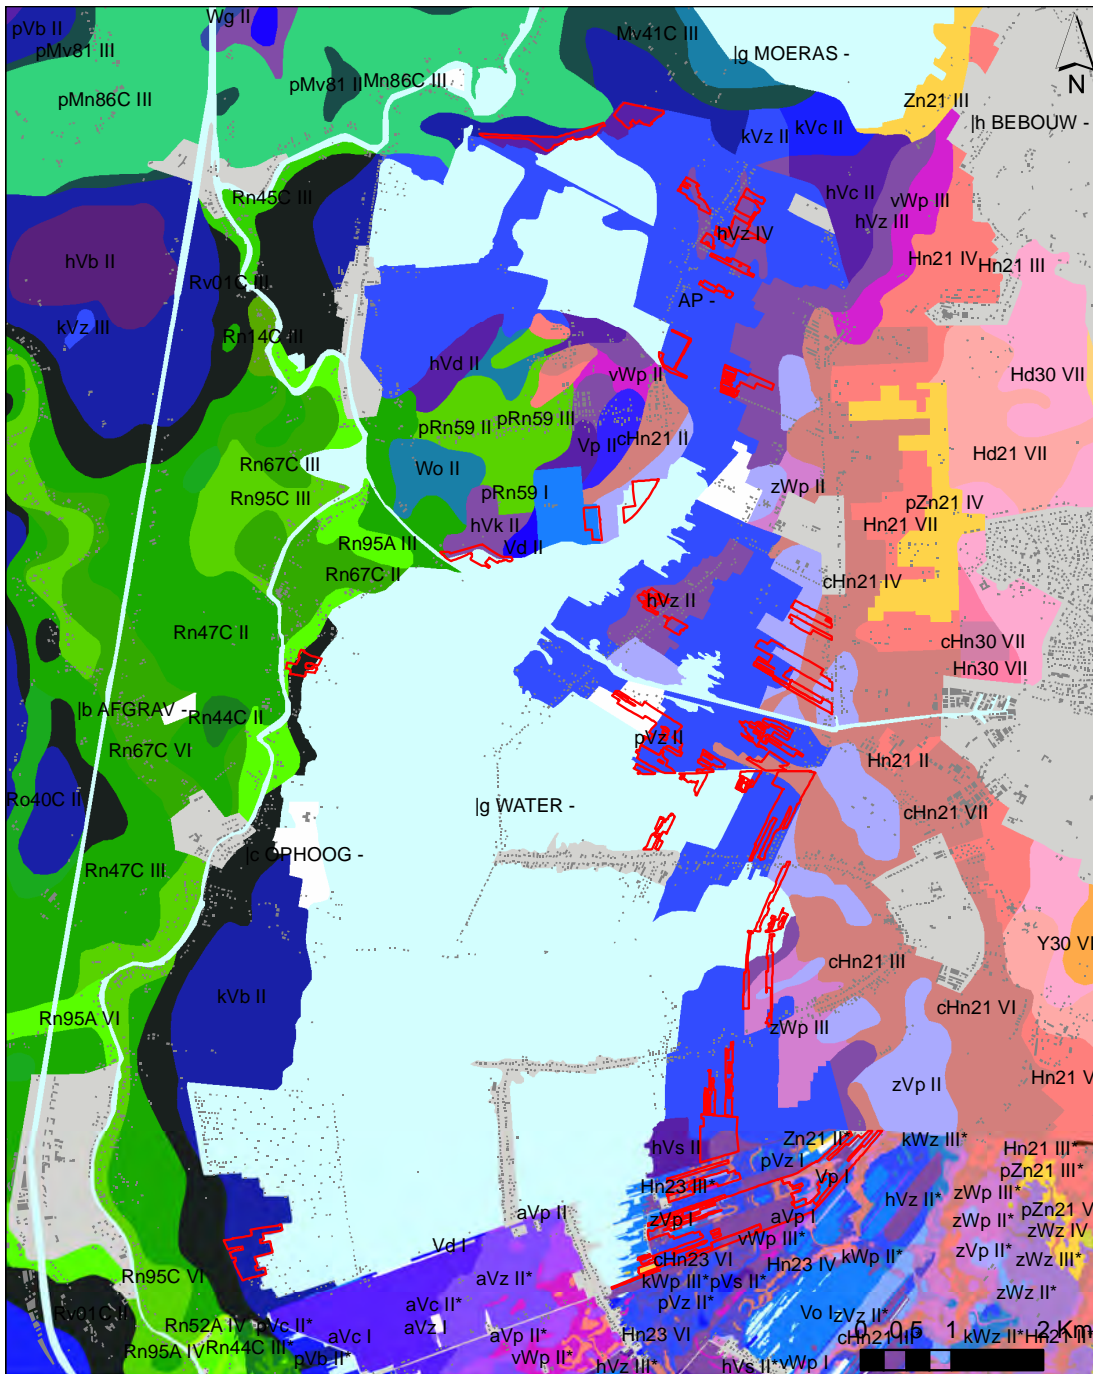 Wg II
pVb II
Mv41C III
pMv81 III
|g MOERAS -
pMv81 II
Mn86C III
pMn86C III
N
Zn21 III
|h BEBOUW -
kVz II
kVc II
Rn45C III
hVc II
vWp III
hVz III
hVz IV
hVb II
Hn21 IV
Hn21 III
Rv01C III
AP -
kVz III
Rn14C III
hVd II
vWp II
Hd30 VII
pRn59 III
pRn59 II
Vp II
cHn21 II
Hd21 VII
Rn67C III
Wo II
zWp II
Rn95C III
pRn59 I
pZn21 IV
hVk II
Hn21 VII
Rn95A III
Vd II
Rn67C II
cHn21 IV
hVz II
Rn47C II
cHn30 VII
Hn30 VII
|b AFGRAV -
Rn44C II
Rn67C VI
pVz II
Hn21 II
Ro40C II
|g WATER -
cHn21 VII
|c OPHOOG -
Rn47C III
Y30 VI
cHn21 III
kVb II
cHn21 VI
Rn95A VI
zWp III
Hn21 V
zVp II
Zn21 II*
kWz III*
hVs II
Hn21 III*
pVz I
pZn21 III*
Vp I
Hn23 III*
hVz II*
zWp III*
aVp II
zVp I
aVp I
zWp II*
pZn21 V
zWz IV
vWp III*
Vd I
zVp II*
zWz III*
cHn23 VI
Hn23 IV
kWp II*
Rn95C VI
aVz II*
kWp III*
pVs II*
zWz II*
aVc II*
pVz II*
Rv01C II
Vo I
zVz II*
Rn52A IV
pVc II*
aVc I
aVz I
aVp II*
Hn23 VI
0 0.5 1 2 Km
cHn21 III*
kWz II*
Hn21 II*
Rn95A IV
Rn44C III*
pVb II*
vWp II*
hVz III*
hVs II*
vWp I